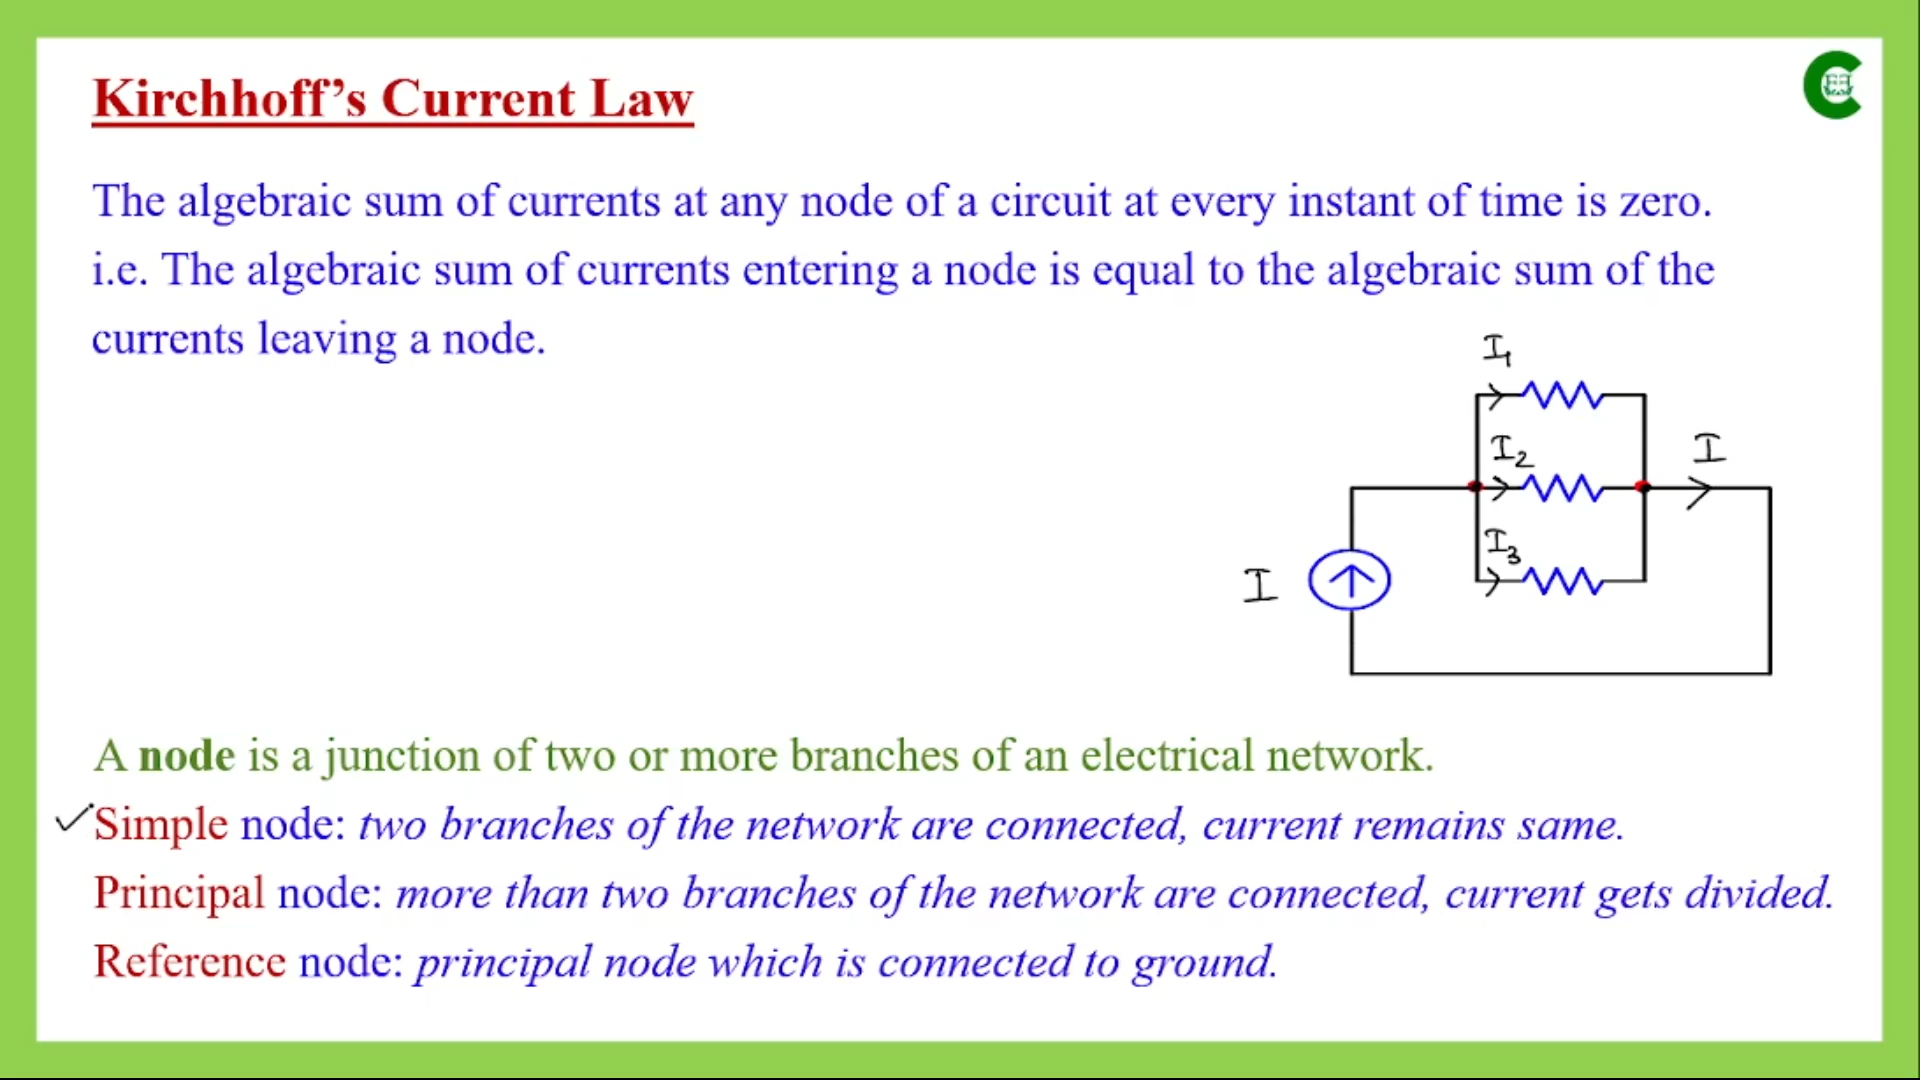 Kirchhoff’s Current Law
The algebraic sum of currents at any node of a circuit at every instant of time is zero.
i.e. The algebraic sum of currents entering a node is equal to the algebraic sum of the
currents leaving a node.
I₁
I₂
I
I₃
I
A node is a junction of two or more branches of an electrical network.
Simple node: two branches of the network are connected, current remains same.
Principal node: more than two branches of the network are connected, current gets divided.
Reference node: principal node which is connected to ground.